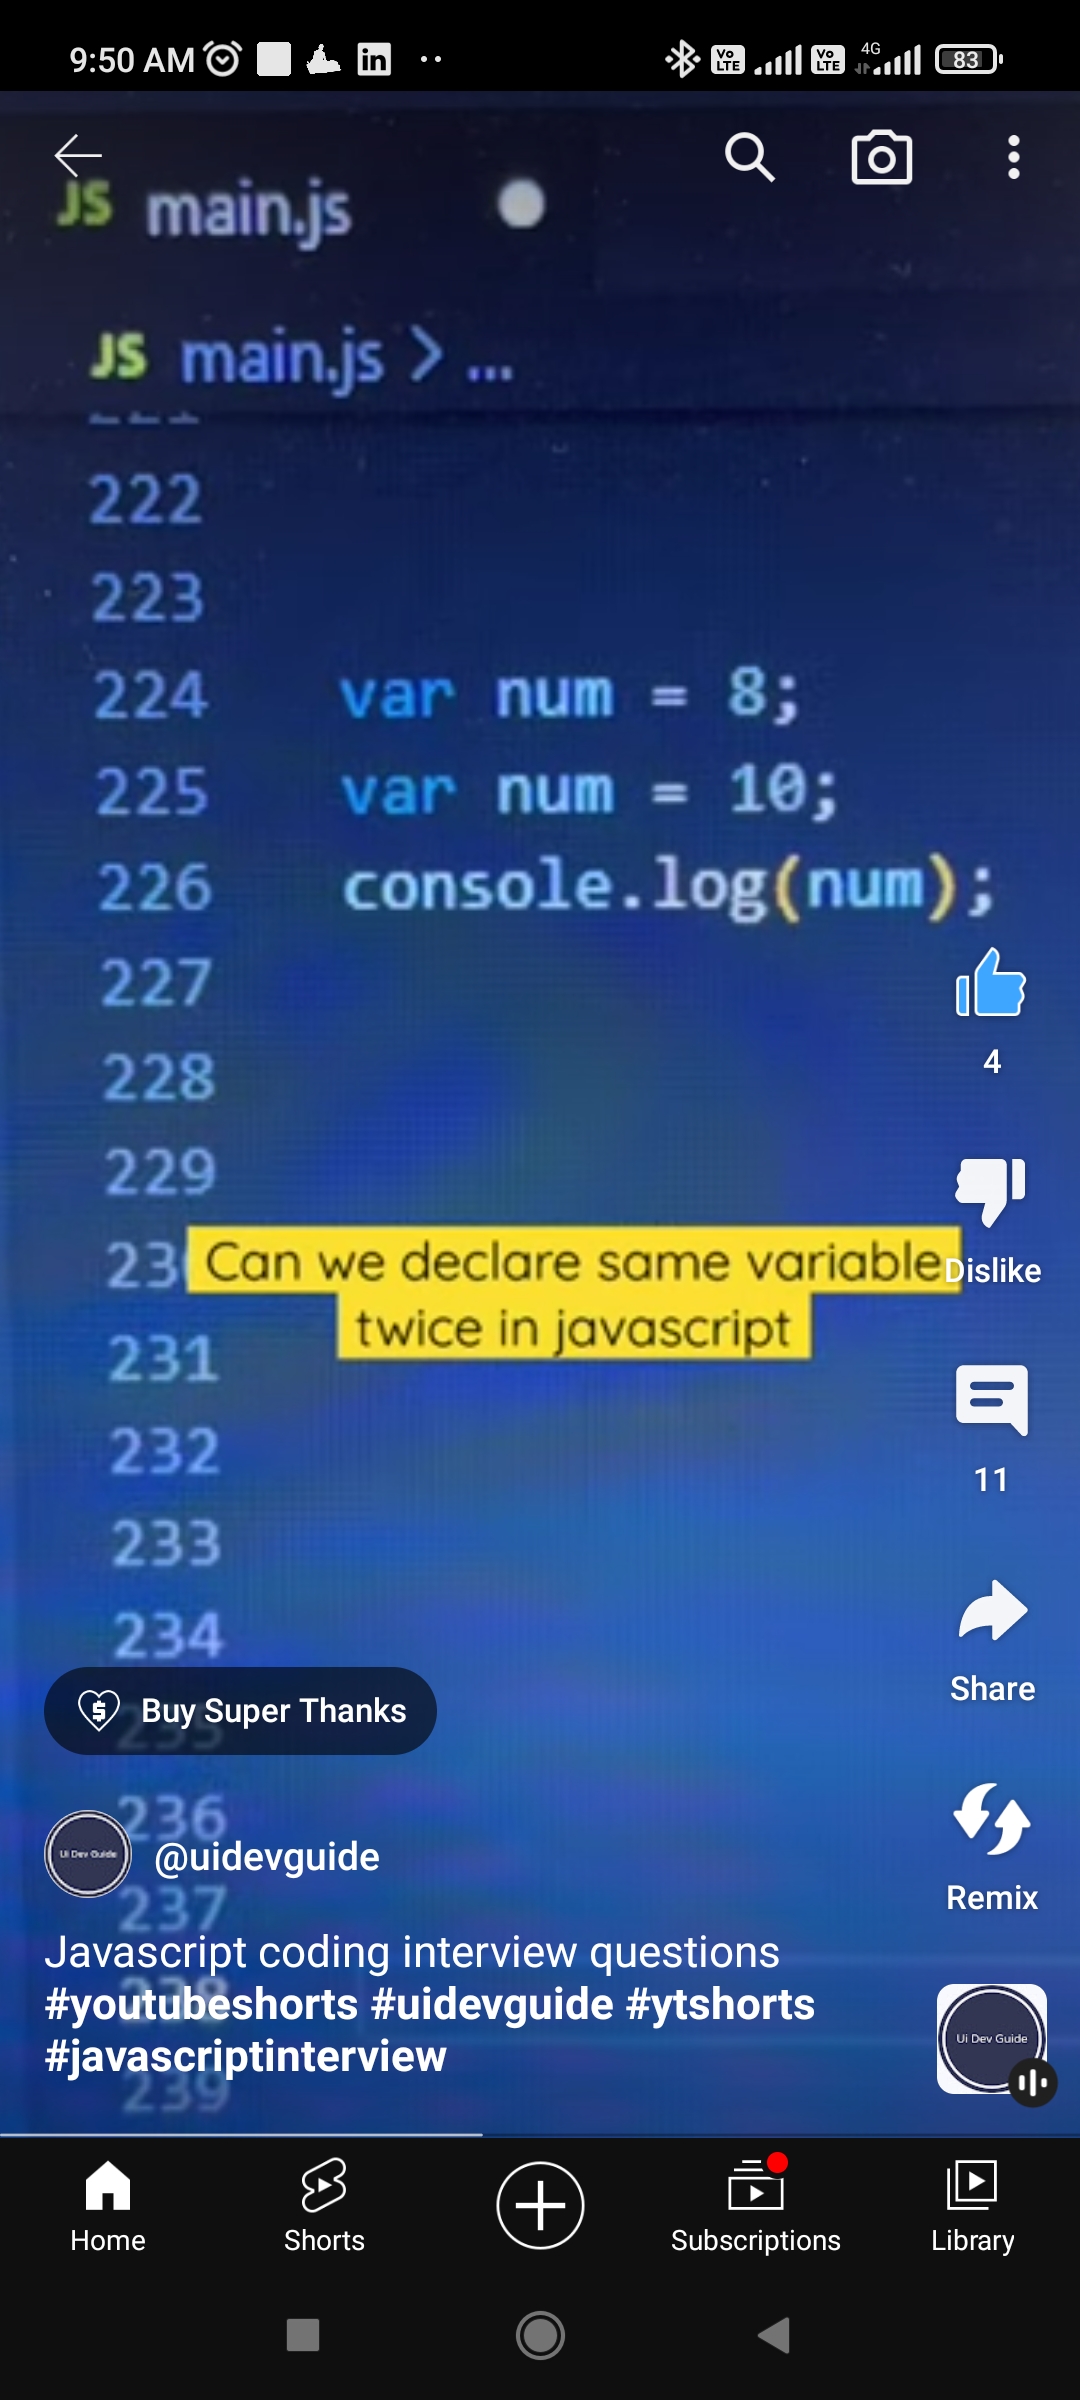 9:50 AM
Vo LTE
Vo LTE
4G
83
JS main.js
JS main.js > ...
222
223
224 var num = 8;
225 var num = 10;
226 console.log(num);
227
228
229
Can we declare same variable
twice in javascript
231
232
233
234
235
236
237
238
239
4
Dislike
11
Share
Remix
Buy Super Thanks
Ui Dev Guide
@uidevguide
Javascript coding interview questions
#youtubeshorts #uidevguide #ytshorts
#javascriptinterview
Ui Dev Guide
Home
Shorts
Subscriptions
Library